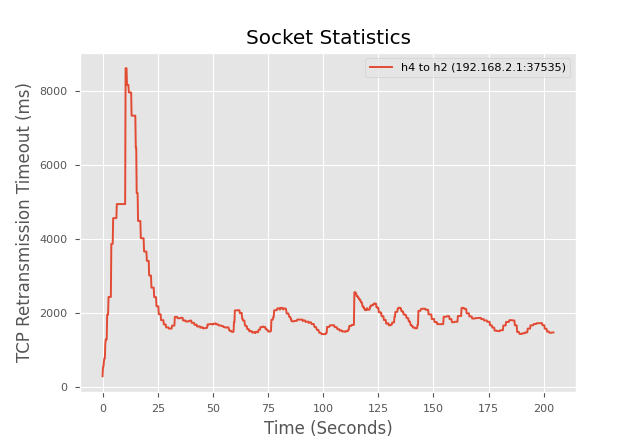 Socket Statistics
h4 to h2 (192.168.2.1:37535)
TCP Retransmission Timeout (ms)
8000
6000
4000
2000
0
0 25 50 75 100 125 150 175 200
Time (Seconds)